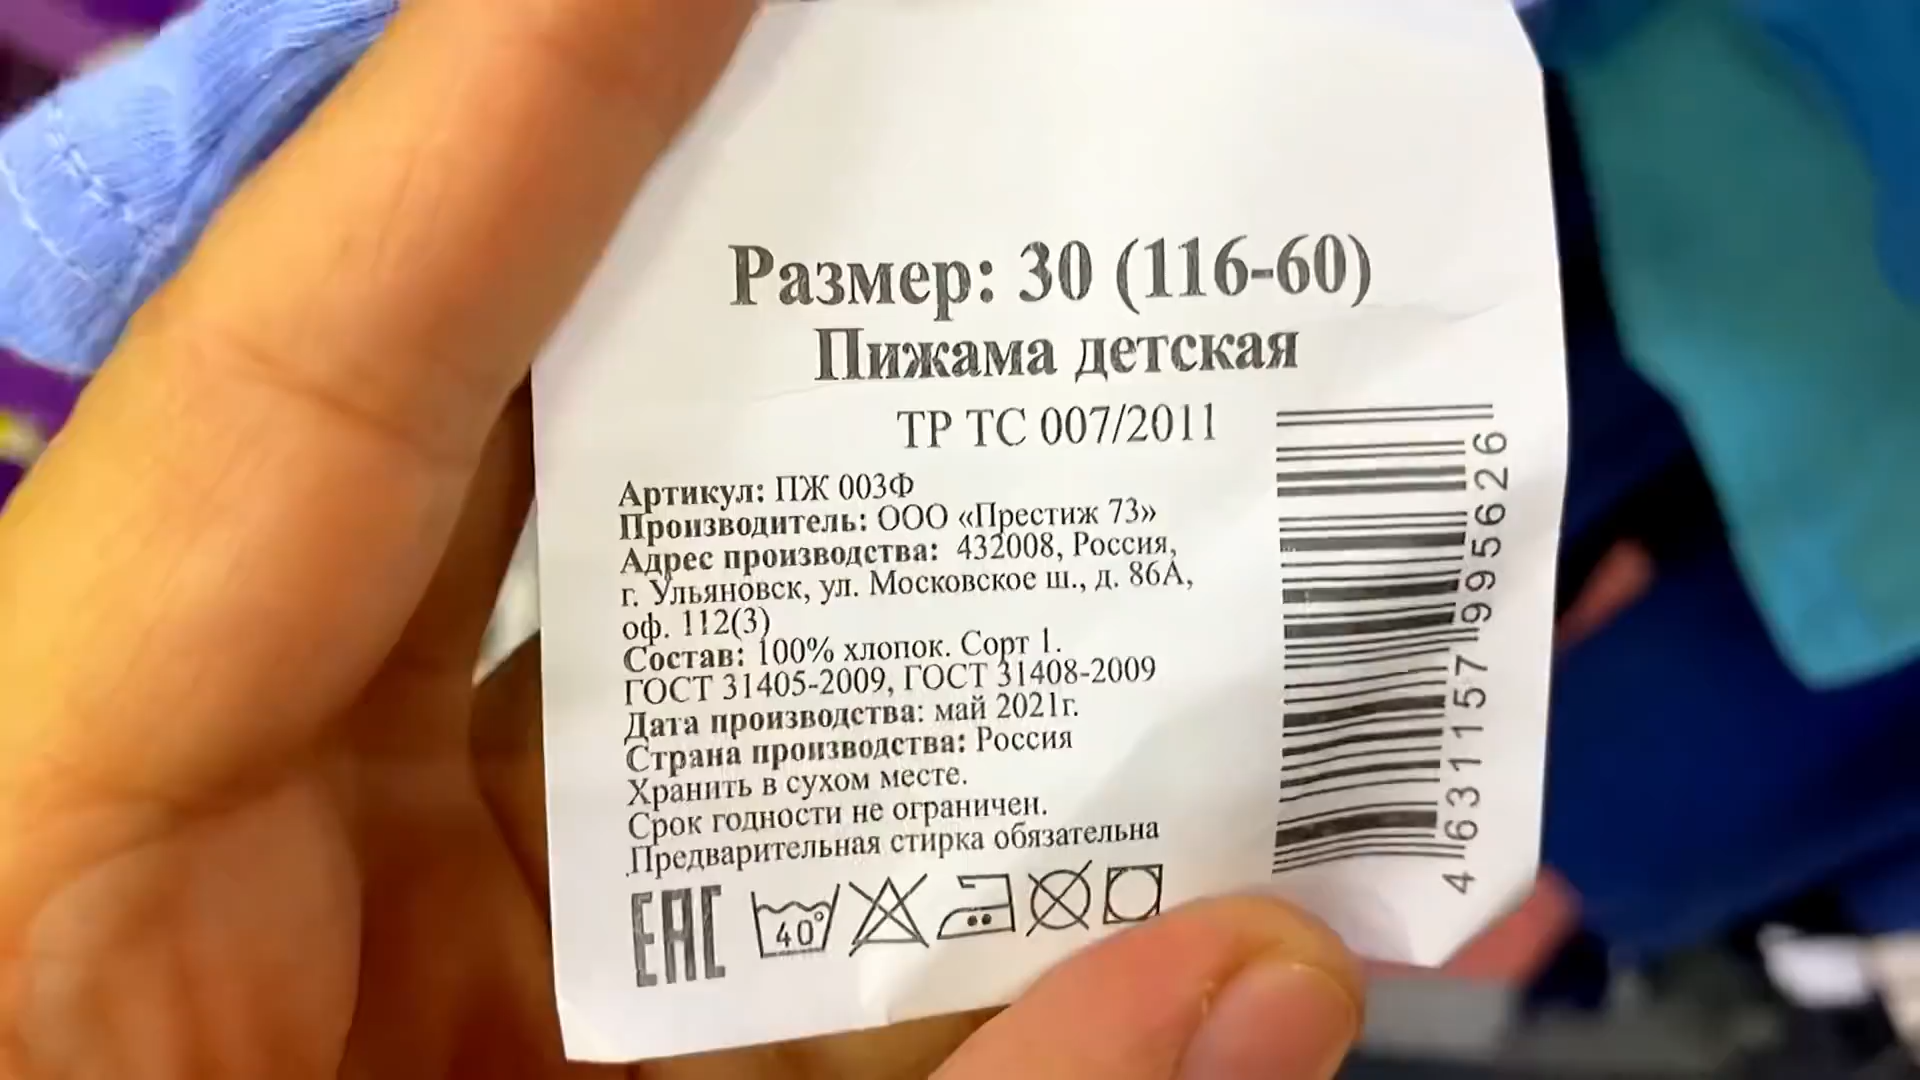 Размер: 30 (116-60)
Пижама детская
ТР ТС 007/2011
Артикул: ПЖ 003Ф
Производитель: ООО «Престиж 73»
Адрес производства: 432008, Россия,
г. Ульяновск, ул. Московское ш., д. 86А,
оф. 112(3)
Состав: 100% хлопок. Сорт 1.
ГОСТ 31405-2009, ГОСТ 31408-2009
Дата производства: май 2021г.
Страна производства: Россия
Хранить в сухом месте.
Срок годности не ограничен.
.Предварительная стирка обязательна
ЕАС 40°
4631157995626